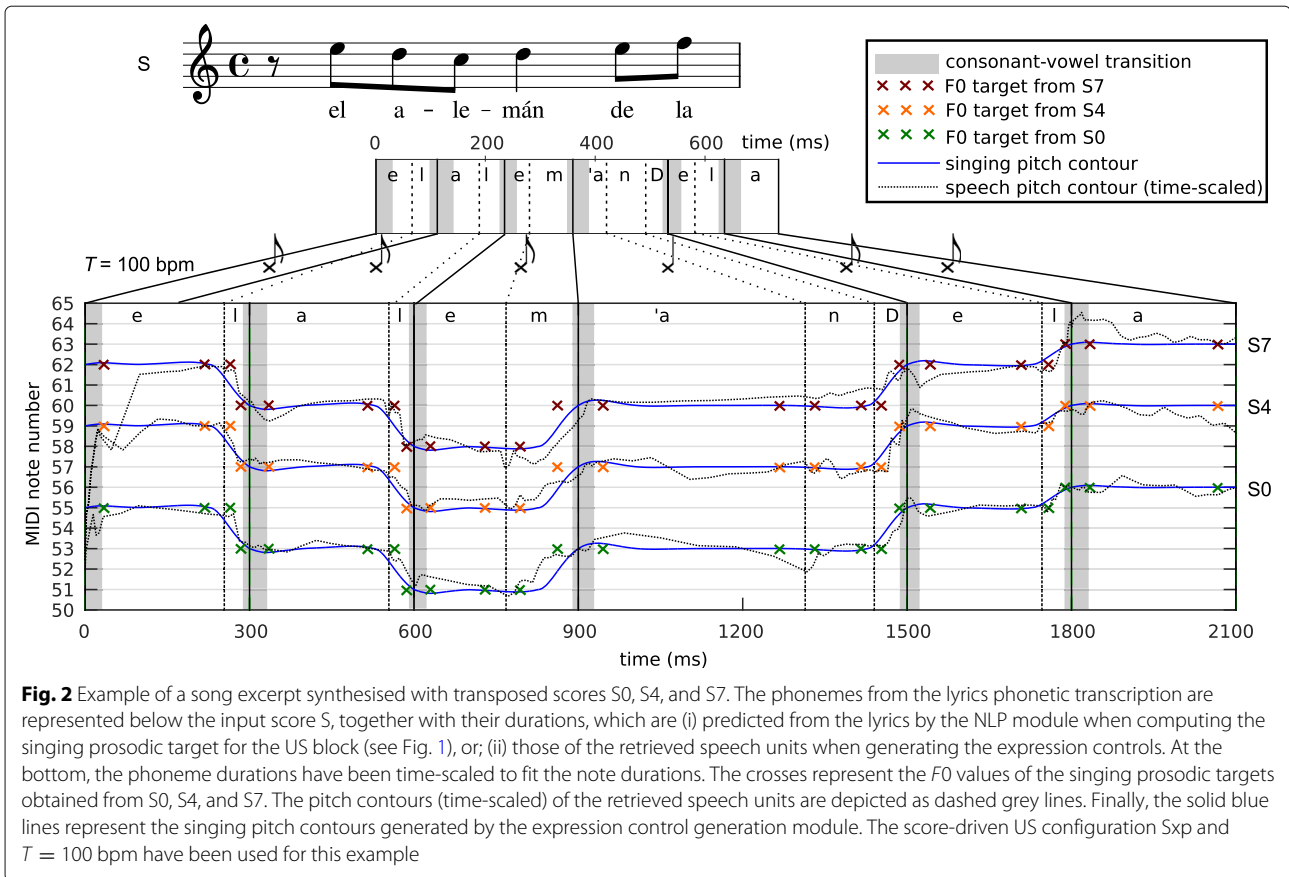 S
el a - le - mán de la
consonant-vowel transition
F0 target from S7
F0 target from S4
F0 target from S0
singing pitch contour
speech pitch contour (time-scaled)
0 200 400 600 time (ms)
e l a l e m 'a n D e l a
T = 100 bpm
e l a l e m 'a n D e l a
65
64
63
62
61
60
59
58
57
56
55
54
53
52
51
50
MIDI note number
S7
S4
S0
0 300 600 900 1200 1500 1800 2100
time (ms)
Fig. 2 Example of a song excerpt synthesised with transposed scores S0, S4, and S7. The phonemes from the lyrics phonetic transcription are
represented below the input score S, together with their durations, which are (i) predicted from the lyrics by the NLP module when computing the
singing prosodic target for the US block (see Fig. 1), or; (ii) those of the retrieved speech units when generating the expression controls. At the
bottom, the phoneme durations have been time-scaled to fit the note durations. The crosses represent the F0 values of the singing prosodic targets
obtained from S0, S4, and S7. The pitch contours (time-scaled) of the retrieved speech units are depicted as dashed grey lines. Finally, the solid blue
lines represent the singing pitch contours generated by the expression control generation module. The score-driven US configuration Sxp and
T = 100 bpm have been used for this example